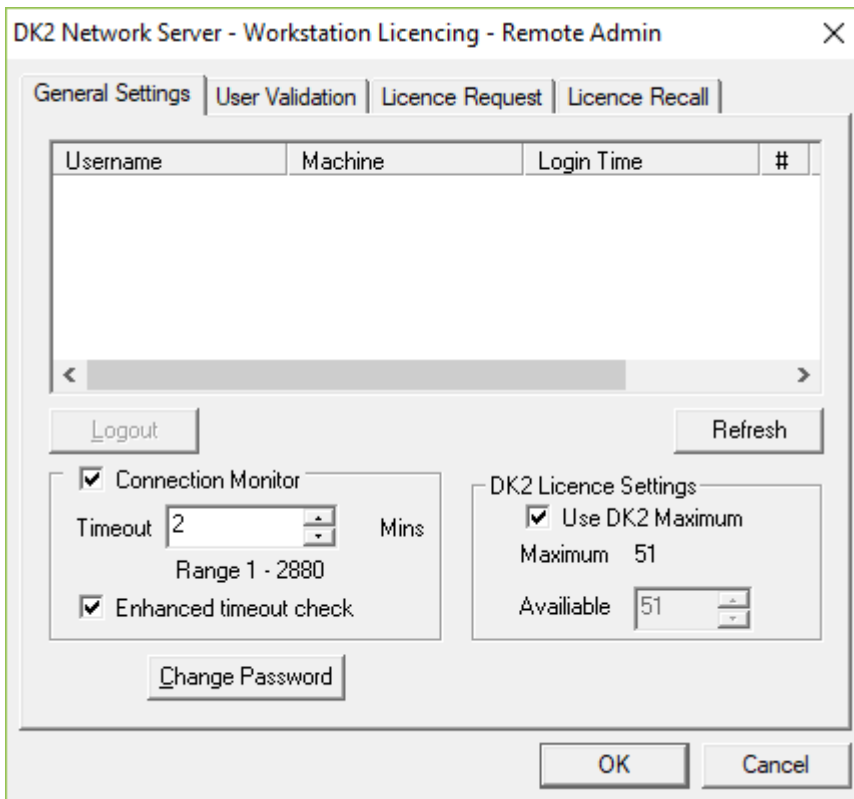 DK2 Network Server - Workstation Licencing - Remote Admin
General Settings User Validation Licence Request Licence Recall
Username Machine Login Time #
Logout Refresh
Connection Monitor
Timeout 2 Mins
Range 1 - 2880
Enhanced timeout check
DK2 Licence Settings
Use DK2 Maximum
Maximum 51
Availiable 51
Change Password
OK Cancel